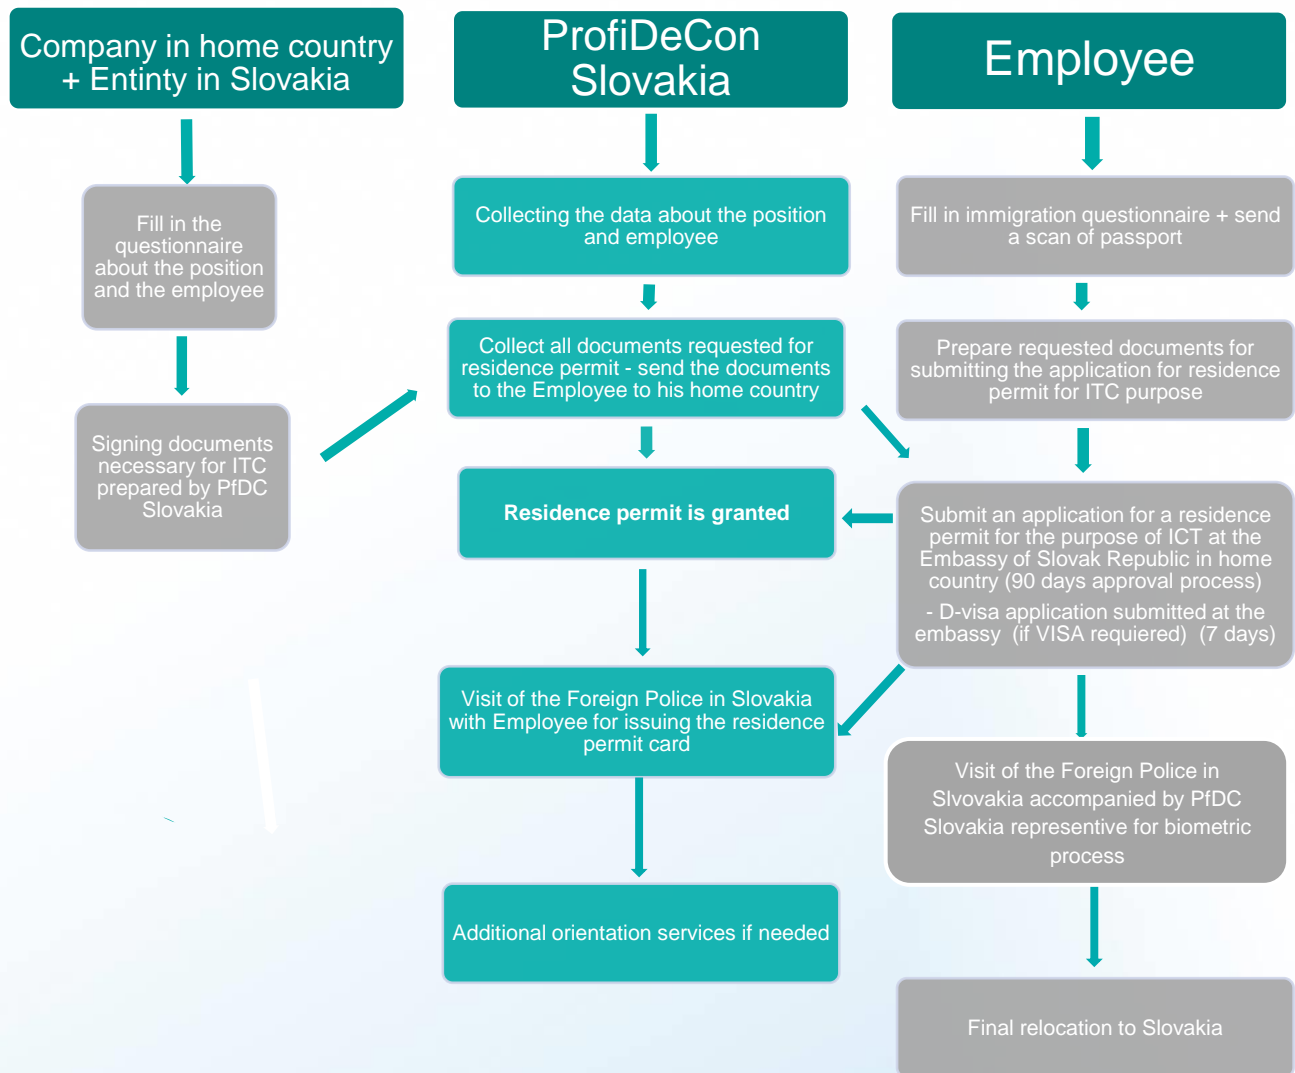 Company in home country
+ Entinty in Slovakia
Fill in the
questionnaire
about the position
and the employee
Signing documents
necessary for ITC
prepared by PfDC
Slovakia
ProfiDeCon
Slovakia
Collecting the data about the position
and employee
Collect all documents requested for
residence permit - send the documents
to the Employee to his home country
Residence permit is granted
Visit of the Foreign Police in Slovakia
with Employee for issuing the residence
permit card
Additional orientation services if needed
Employee
Fill in immigration questionnaire + send
a scan of passport
Prepare requested documents for
submitting the application for residence
permit for ITC purpose
Submit an application for a residence
permit for the purpose of ICT at the
Embassy of Slovak Republic in home
country (90 days approval process)
- D-visa application submitted at the
embassy (if VISA requiered) (7 days)
Visit of the Foreign Police in
Slvovakia accompanied by PfDC
Slovakia representive for biometric
process
Final relocation to Slovakia